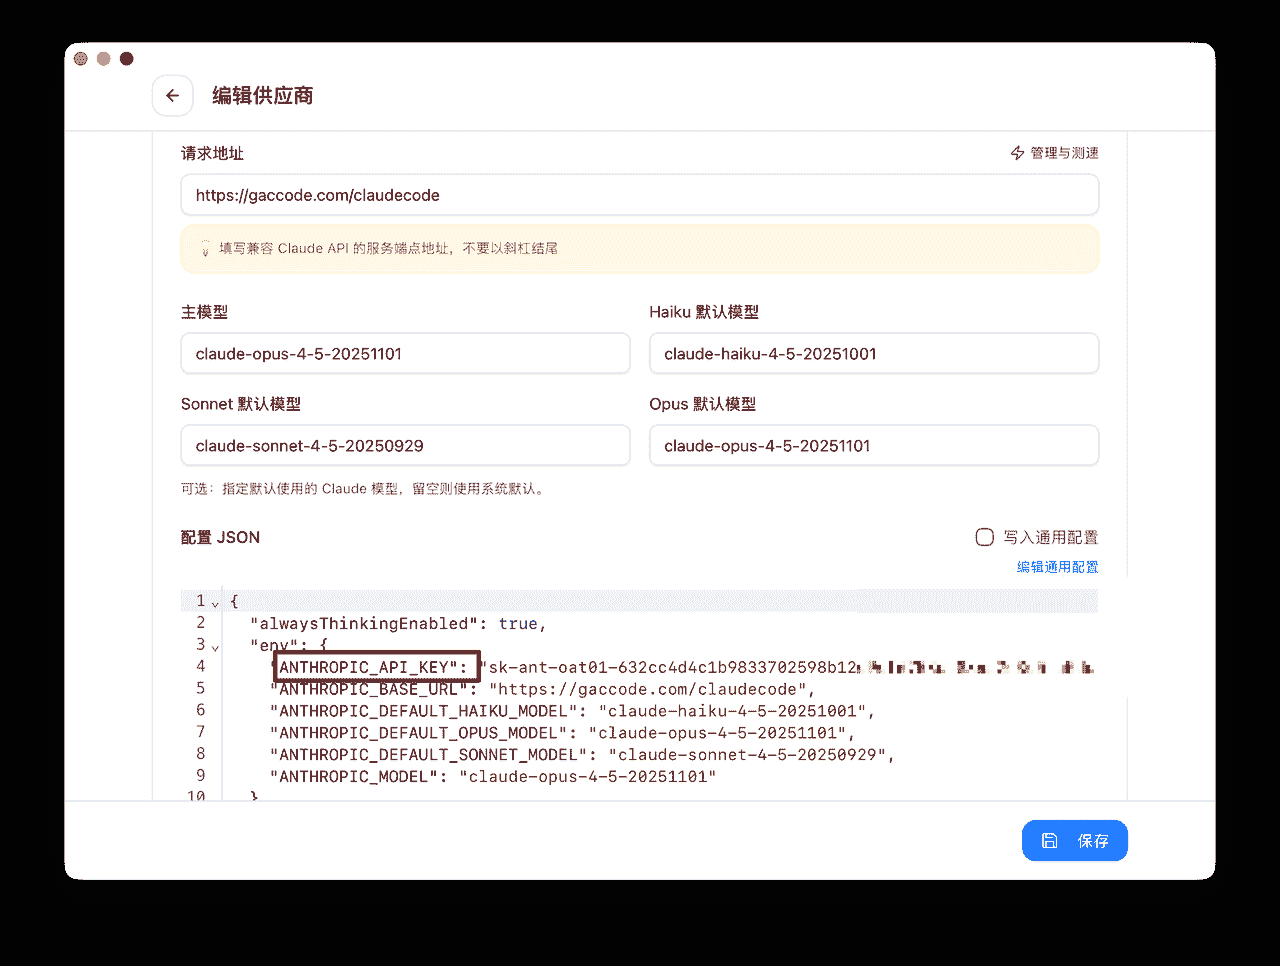 编辑供应商
请求地址
管理与测速
https://gaccode.com/claudecode
填写兼容 Claude API 的服务端点地址，不要以斜杠结尾
主模型
Haiku 默认模型
claude-opus-4-5-20251101
claude-haiku-4-5-20251001
Sonnet 默认模型
Opus 默认模型
claude-sonnet-4-5-20250929
claude-opus-4-5-20251101
可选：指定默认使用的 Claude 模型，留空则使用系统默认。
配置 JSON
写入通用配置
编辑通用配置
1 {
2 "alwaysThinkingEnabled": true,
3 "env": {
4 "ANTHROPIC_API_KEY": "sk-ant-oat01-632cc4d4c1b9833702598b12
5 "ANTHROPIC_BASE_URL": "https://gaccode.com/claudecode",
6 "ANTHROPIC_DEFAULT_HAIKU_MODEL": "claude-haiku-4-5-20251001",
7 "ANTHROPIC_DEFAULT_OPUS_MODEL": "claude-opus-4-5-20251101",
8 "ANTHROPIC_DEFAULT_SONNET_MODEL": "claude-sonnet-4-5-20250929",
9 "ANTHROPIC_MODEL": "claude-opus-4-5-20251101"
10 }
保存